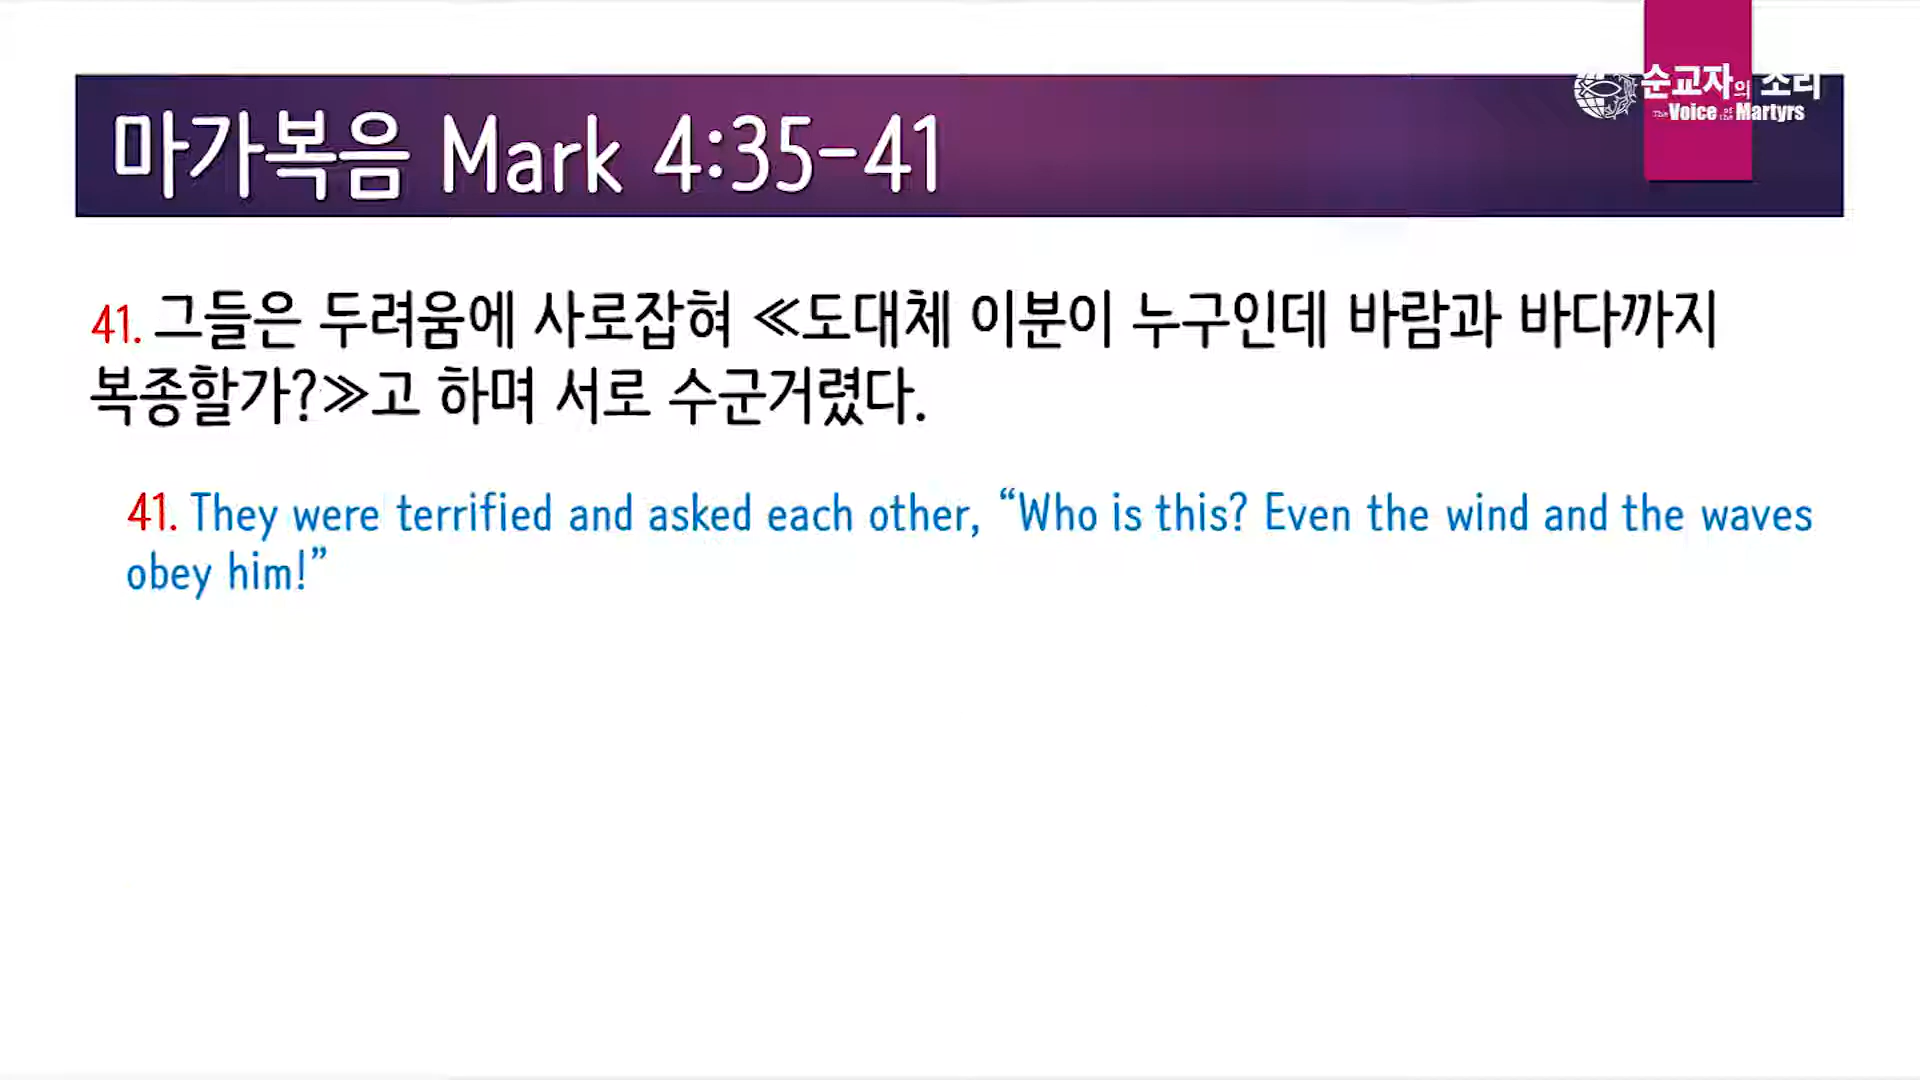 순교자의 소리
The Voice of the Martyrs
마가복음 Mark 4:35-41
41. 그들은 두려움에 사로잡혀 ≪도대체 이분이 누구인데 바람과 바다까지
복종할가?≫고 하며 서로 수군거렸다.
41. They were terrified and asked each other, “Who is this? Even the wind and the waves
obey him!”